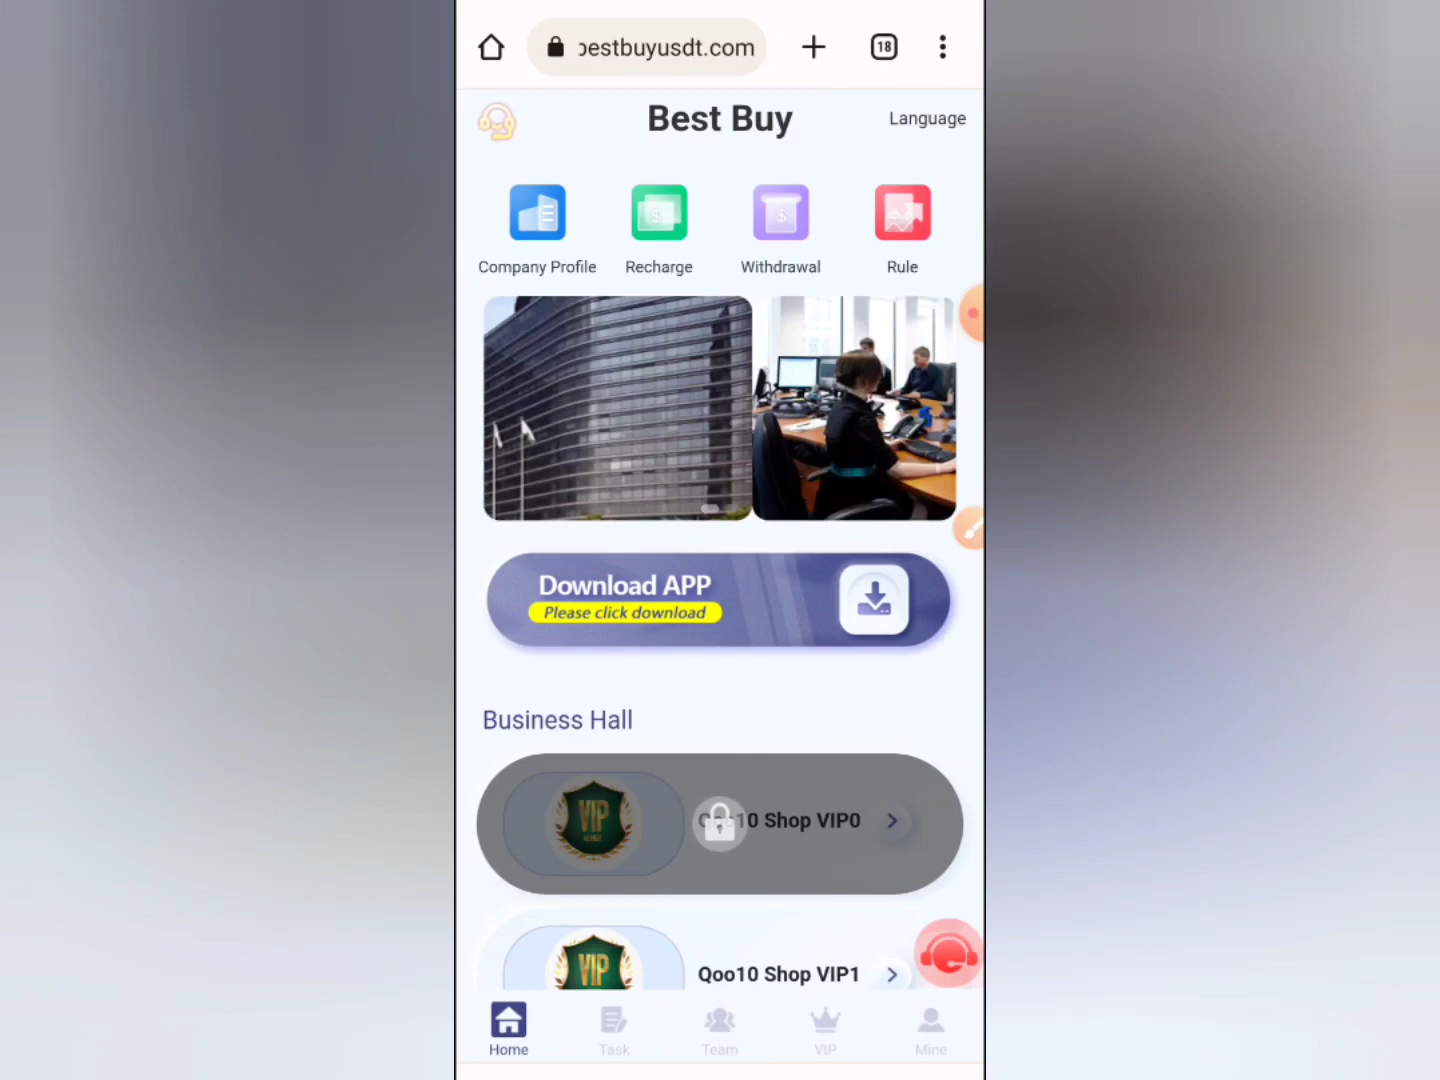 bestbuyusdt.com
18
Best Buy
Language
Company Profile
Recharge
Withdrawal
Rule
Download APP
Please click download
Business Hall
VIP
Qoo10 Shop VIP0
VIP
Qoo10 Shop VIP1
Home
Task
Team
VIP
Mine